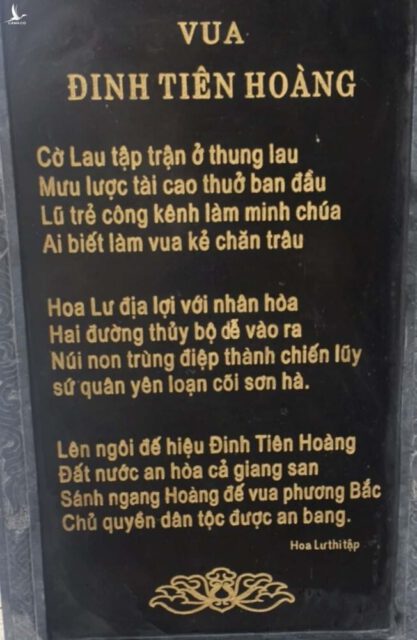 VUA
ĐINH TIÊN HOÀNG
Cờ Lau tập trận ở thung lau
Mưu lược tài cao thuở ban đầu
Lũ trẻ công kênh làm minh chúa
Ai biết làm vua kẻ chăn trâu
Hoa Lư địa lợi với nhân hòa
Hai đường thủy bộ dễ vào ra
Núi non trùng điệp thành chiến lũy
sứ quân yên loạn cõi sơn hà.
Lên ngôi đế hiệu Đinh Tiên Hoàng
Đất nước an hòa cả giang san
Sánh ngang Hoàng đế vua phương Bắc
Chủ quyền dân tộc được an bang.
Hoa Lư thi tập